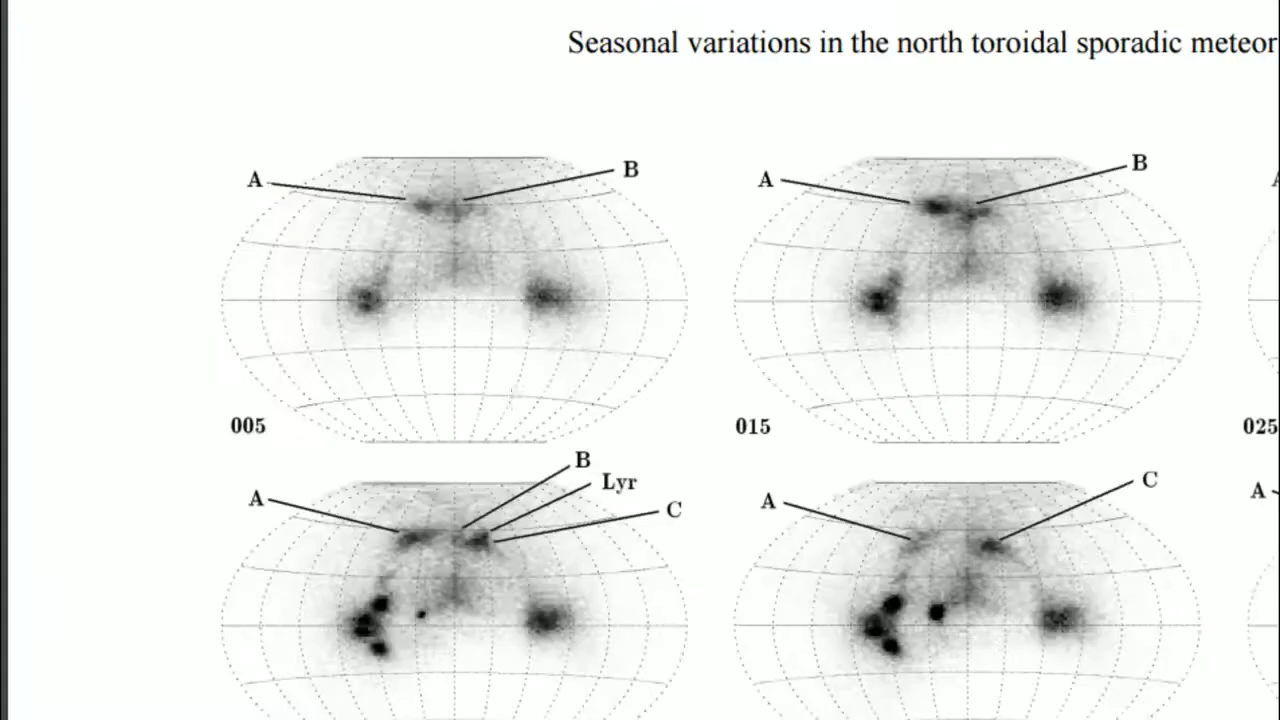 Seasonal variations in the north toroidal sporadic meteor
A B A B A
005 015 025
A B Lyr C A C A